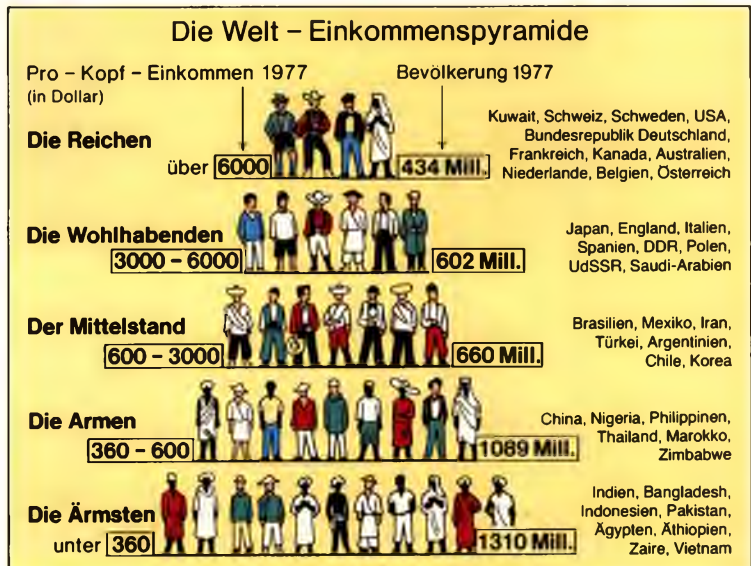 Die Welt – Einkommenspyramide
Pro – Kopf – Einkommen 1977
(in Dollar)
Bevölkerung 1977
Die Reichen
über 6000
434 Mill.
Kuwait, Schweiz, Schweden, USA,
Bundesrepublik Deutschland,
Frankreich, Kanada, Australien,
Niederlande, Belgien, Österreich
Die Wohlhabenden
3000 – 6000
602 Mill.
Japan, England, Italien,
Spanien, DDR, Polen,
UdSSR, Saudi-Arabien
Der Mittelstand
600 – 3000
660 Mill.
Brasilien, Mexiko, Iran,
Türkei, Argentinien,
Chile, Korea
Die Armen
360 – 600
1089 Mill.
China, Nigeria, Philippinen,
Thailand, Marokko,
Zimbabwe
Die Ärmsten
unter 360
1310 Mill.
Indien, Bangladesh,
Indonesien, Pakistan,
Ägypten, Äthiopien,
Zaire, Vietnam